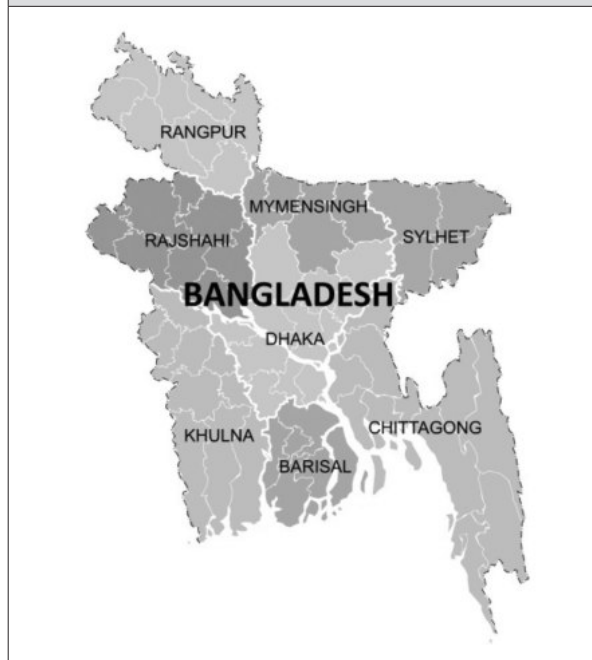 RANGPUR
MYMENSINGH
RAJSHAHI
SYLHET
BANGLADESH
DHAKA
KHULNA
CHITTAGONG
BARISAL